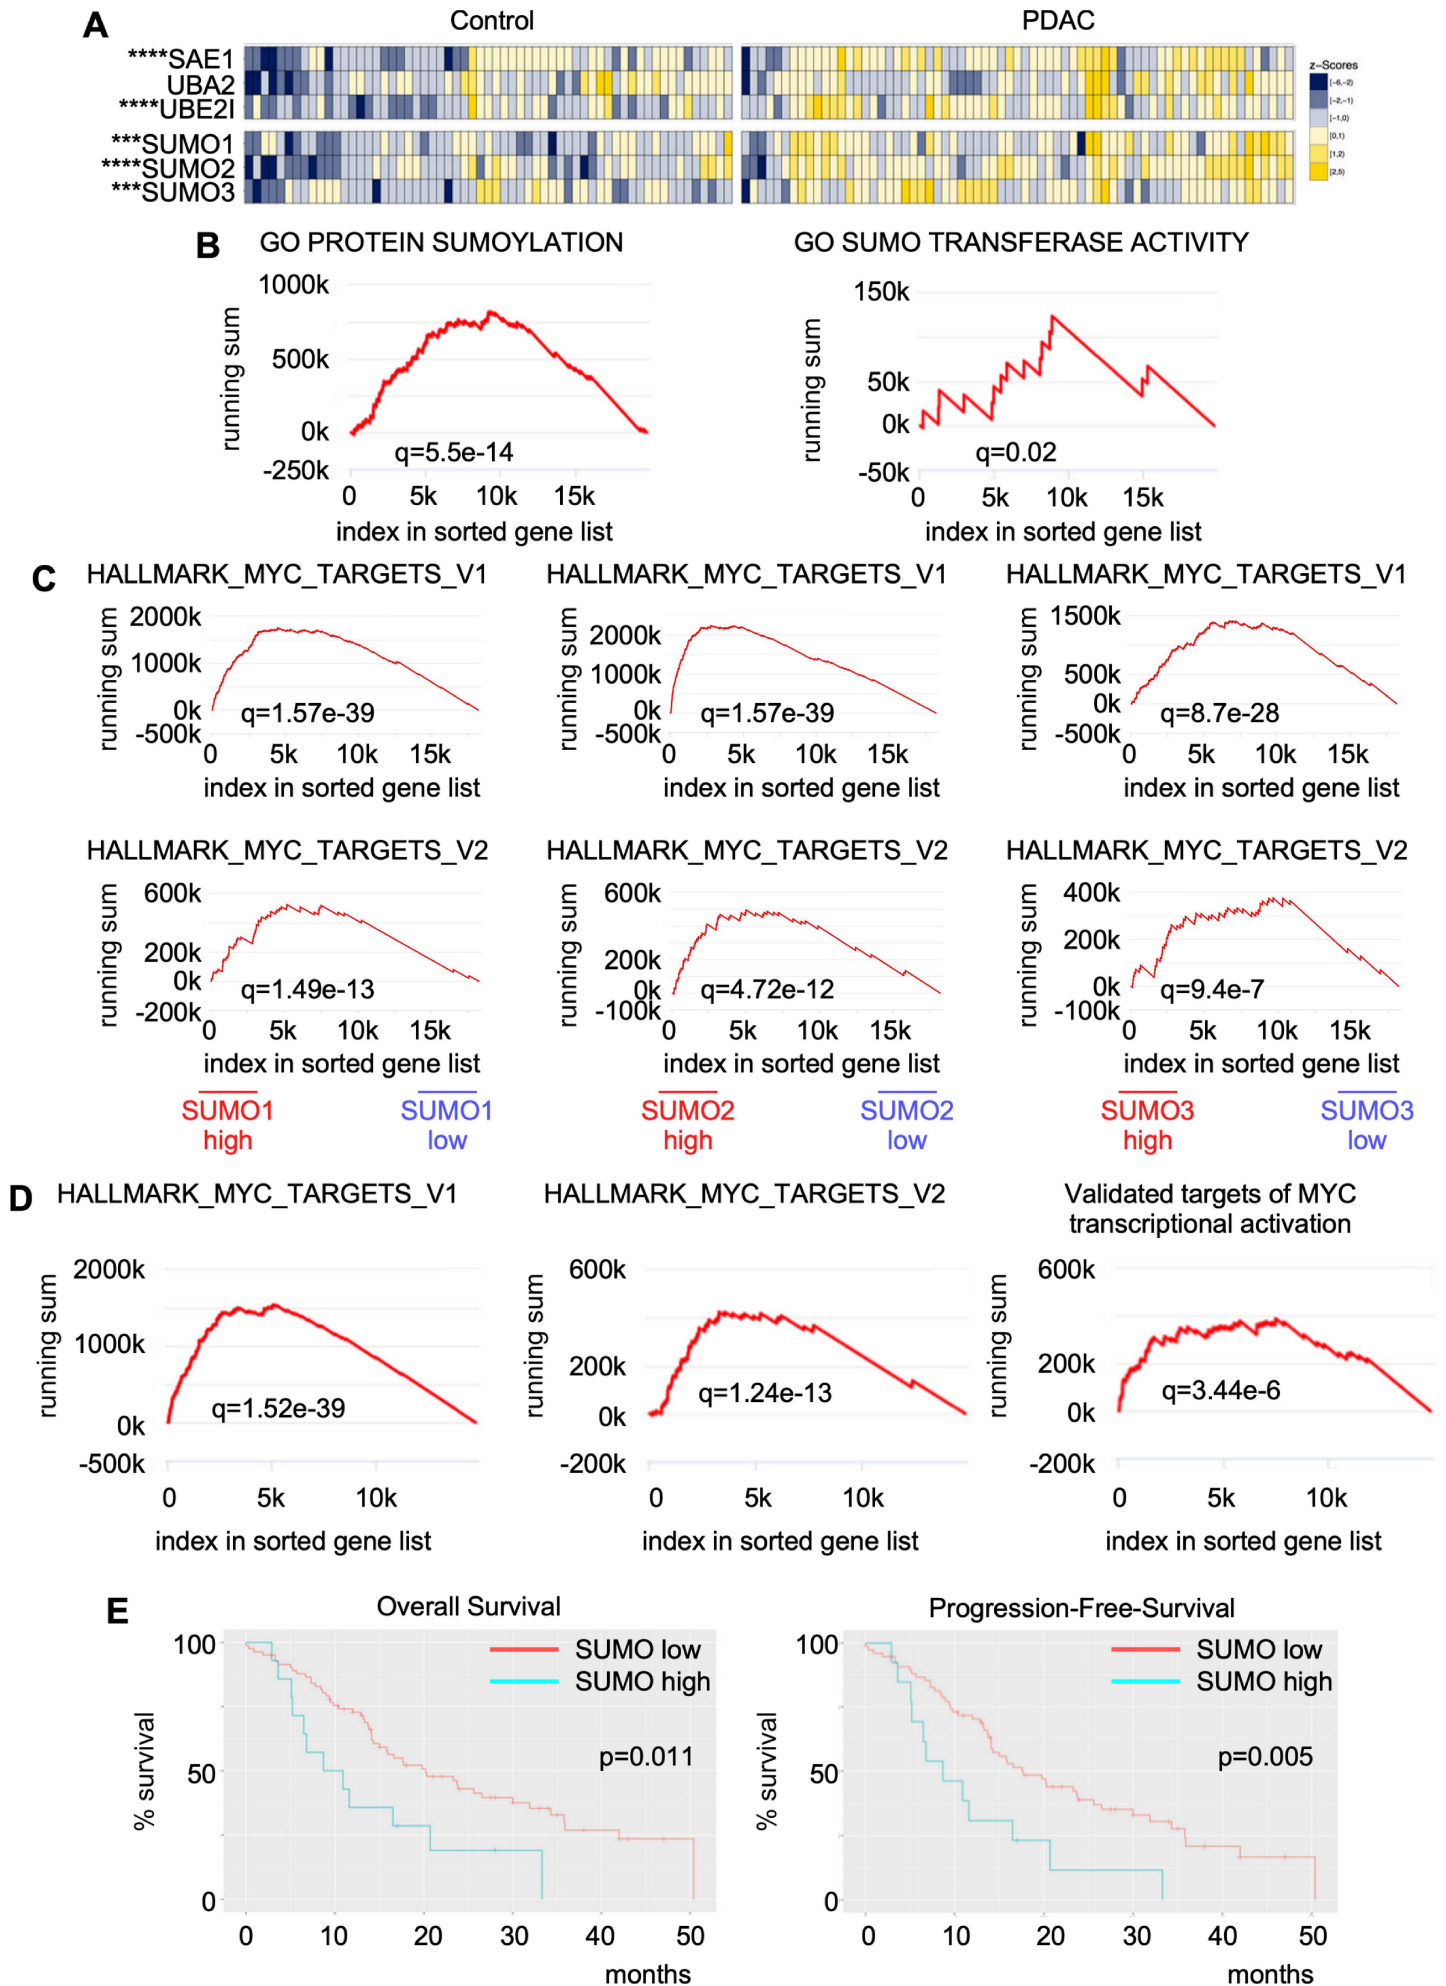 A
Control
PDAC
****SAE1
UBA2
****UBE2I
***SUMO1
****SUMO2
***SUMO3
z-Scores
[-6,-2)
[-2,-1)
[-1,0)
[0,1)
[1,2)
[2,5)
B
GO PROTEIN SUMOYLATION
GO SUMO TRANSFERASE ACTIVITY
running sum
1000k
500k
0k
-250k
q=5.5e-14
0 5k 10k 15k
index in sorted gene list
running sum
150k
50k
0k
-50k
q=0.02
0 5k 10k 15k
index in sorted gene list
C
HALLMARK_MYC_TARGETS_V1
running sum
2000k
1000k
0k
-500k
q=1.57e-39
0 5k 10k 15k
index in sorted gene list
HALLMARK_MYC_TARGETS_V1
running sum
2000k
1000k
0k
-500k
q=1.57e-39
0 5k 10k 15k
index in sorted gene list
HALLMARK_MYC_TARGETS_V1
running sum
1500k
500k
0k
-500k
q=8.7e-28
0 5k 10k 15k
index in sorted gene list
HALLMARK_MYC_TARGETS_V2
running sum
600k
200k
0k
-200k
q=1.49e-13
0 5k 10k 15k
index in sorted gene list
HALLMARK_MYC_TARGETS_V2
running sum
600k
200k
0k
-100k
q=4.72e-12
0 5k 10k 15k
index in sorted gene list
HALLMARK_MYC_TARGETS_V2
running sum
400k
200k
0k
-100k
q=9.4e-7
0 5k 10k 15k
index in sorted gene list
SUMO1
high
SUMO1
low
SUMO2
high
SUMO2
low
SUMO3
high
SUMO3
low
D
HALLMARK_MYC_TARGETS_V1
running sum
2000k
1000k
0k
-500k
q=1.52e-39
0 5k 10k
index in sorted gene list
HALLMARK_MYC_TARGETS_V2
running sum
600k
200k
0k
-200k
q=1.24e-13
0 5k 10k
index in sorted gene list
Validated targets of MYC
transcriptional activation
running sum
600k
200k
0k
-200k
q=3.44e-6
0 5k 10k
index in sorted gene list
E
Overall Survival
% survival
100
50
0
SUMO low
SUMO high
p=0.011
0 10 20 30 40 50
months
Progression-Free-Survival
% survival
100
50
0
SUMO low
SUMO high
p=0.005
0 10 20 30 40 50
months